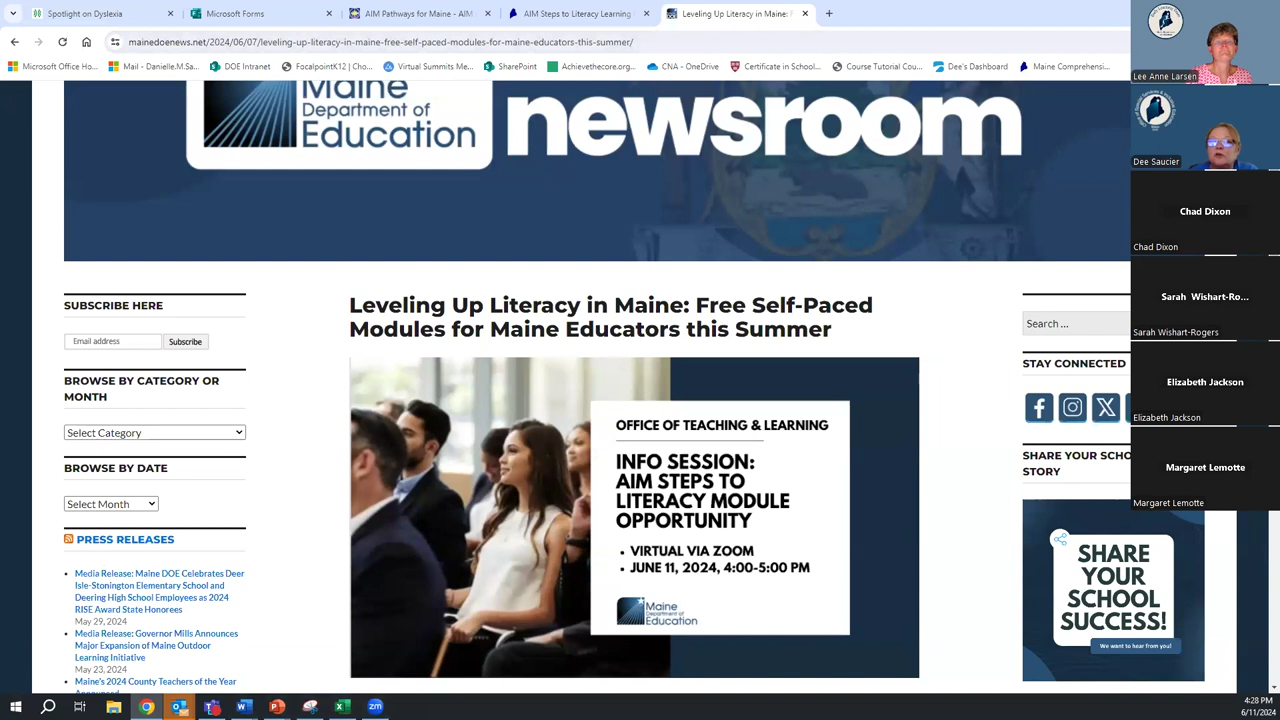 Spotlight on Dyslexia
Microsoft Forms
AIM Pathways for Maine - AIM
AIM Steps to Literacy Learning
Leveling Up Literacy in Maine: F
mainedoenews.net/2024/06/07/leveling-up-literacy-in-maine-free-self-paced-modules-for-maine-educators-this-summer/
Microsoft Office Ho...
Mail - Danielle.M.Sa...
DOE Intranet
FocalpointK12 | Cho...
Virtual Summits Me...
SharePoint
Achievethecore.org...
CNA - OneDrive
Certificate in School...
Course Tutorial Cou...
Dee's Dashboard
Maine Comprehensi...
Maine
Department of
Education
newsroom
SUBSCRIBE HERE
Email address
Subscribe
BROWSE BY CATEGORY OR
MONTH
Select Category
BROWSE BY DATE
Select Month
PRESS RELEASES
Media Release: Maine DOE Celebrates Deer
Isle-Stonington Elementary School and
Deering High School Employees as 2024
RISE Award State Honorees
May 29, 2024
Media Release: Governor Mills Announces
Major Expansion of Maine Outdoor
Learning Initiative
May 23, 2024
Maine's 2024 County Teachers of the Year
Announced
Leveling Up Literacy in Maine: Free Self-Paced
Modules for Maine Educators this Summer
OFFICE OF TEACHING & LEARNING
INFO SESSION:
AIM STEPS TO
LITERACY MODULE
OPPORTUNITY
• VIRTUAL VIA ZOOM
• JUNE 11, 2024, 4:00-5:00 PM
Maine
Department of
Education
Search ...
STAY CONNECTED
SHARE YOUR SCHO
STORY
SHARE
YOUR
SCHOOL
SUCCESS!
We want to hear from you!
Lee Anne Larsen
Dee Saucier
Chad Dixon
Chad Dixon
Sarah Wishart-Ro...
Sarah Wishart-Rogers
Elizabeth Jackson
Elizabeth Jackson
Margaret Lemotte
Margaret Lemotte
4:28 PM
6/11/2024